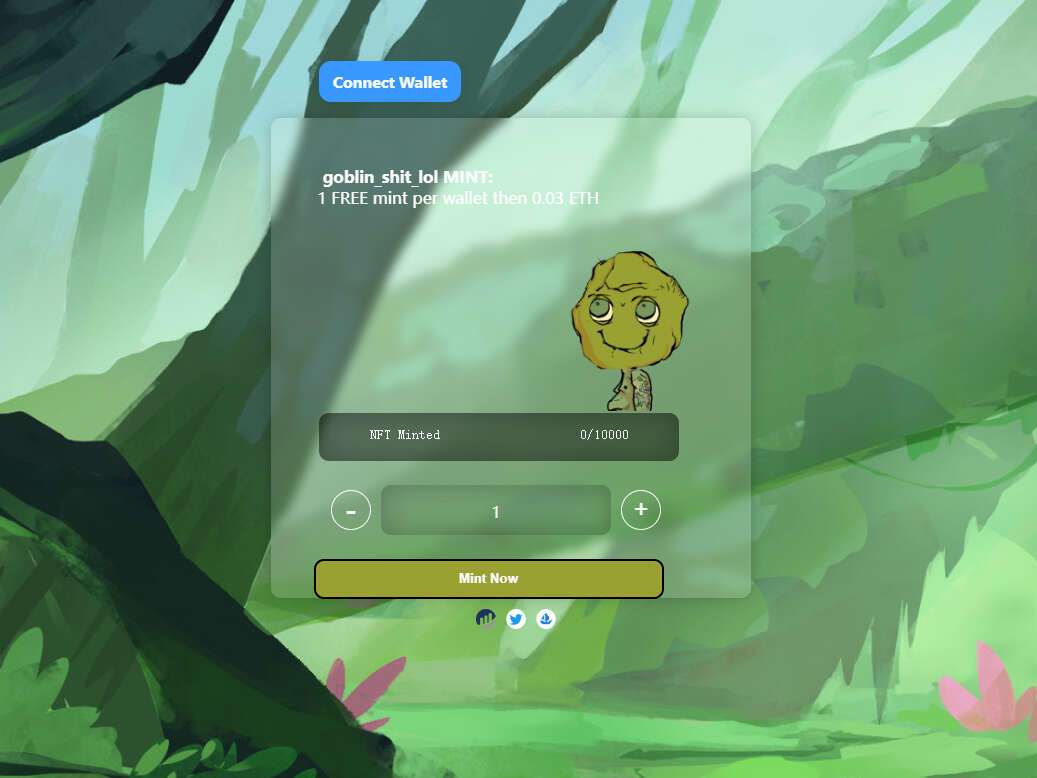 Connect Wallet
goblin_shit_lol MINT:
1 FREE mint per wallet then 0.03 ETH
NFT Minted 0/10000
- 1 +
Mint Now